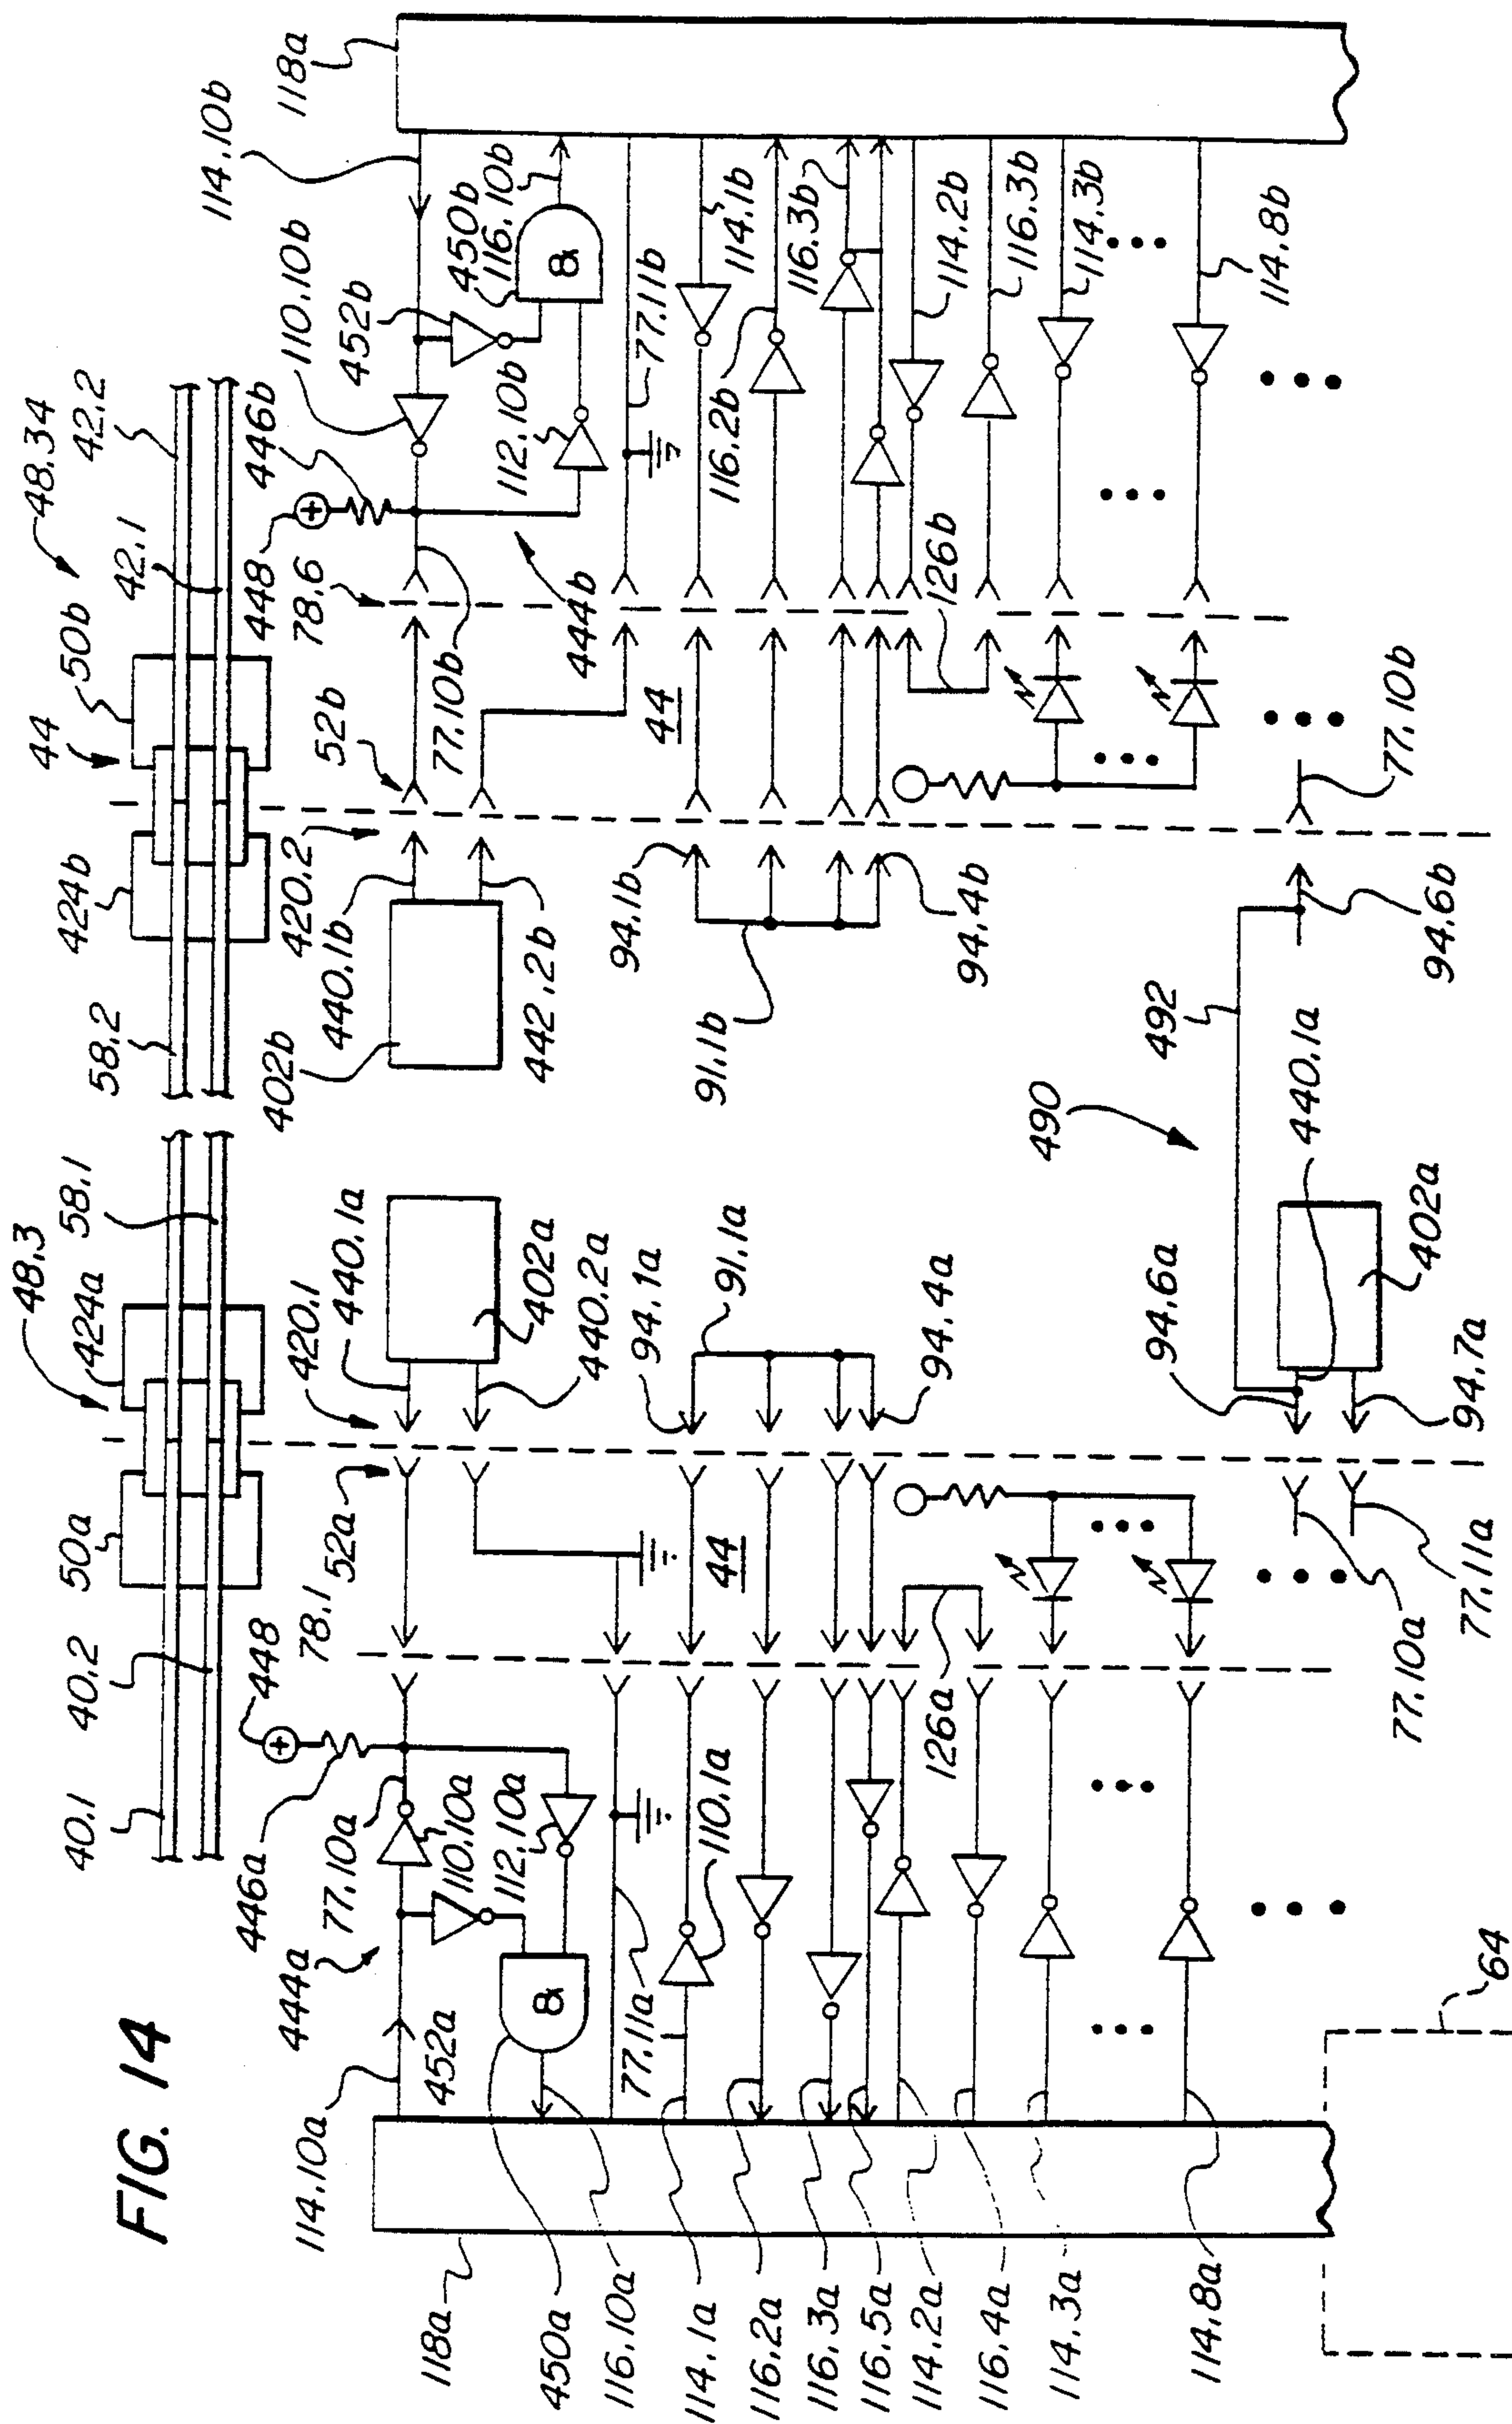 FIG. 14
40.1
40.2
50a
48.3
424a
58.1
58.2
424b
44
50b
48.34
42.1
42.2
446a
448
78.1
52a
420.1
440.1a
402a
440.2a
402b
440.1b
442.2b
420.2
52b
78.6
448
446b
77.10b
444b
110.10b
114.10b
118a
452b
450b
116.10b
&
112.10b
77.11b
114.10a
444a
77.10a
110.10a
112.10a
452a
&
77.11a
110.1a
44
94.1a
91.1a
94.4a
94.1b
91.1b
94.4b
44
116.2b
114.1b
116.3b
114.2b
116.3b
114.3b
114.8b
126b
126a
118a
450a
116.10a
114.1a
116.2a
116.3a
116.5a
114.2a
116.4a
114.3a
114.8a
64
77.10a
77.11a
94.6a
94.7a
402a
440.1a
490
492
94.6b
77.10b